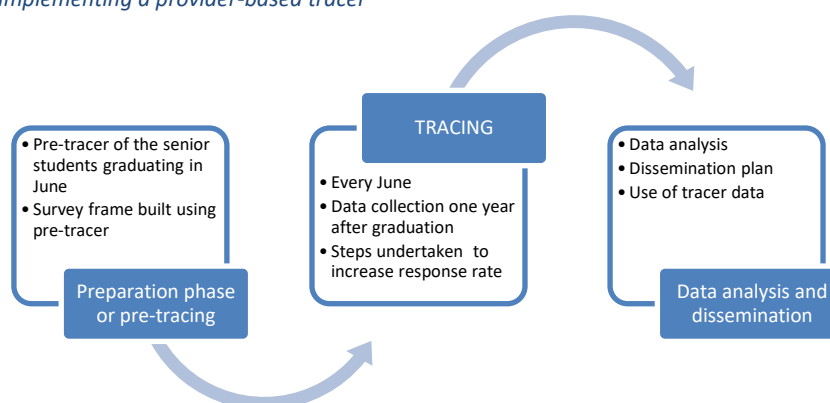 Implementing a provider-based tracer
• Pre-tracer of the senior
students graduating in
June
• Survey frame built using
pre-tracer
Preparation phase
or pre-tracing
TRACING
• Every June
• Data collection one year
after graduation
• Steps undertaken to
increase response rate
• Data analysis
• Dissemination plan
• Use of tracer data
Data analysis and
dissemination